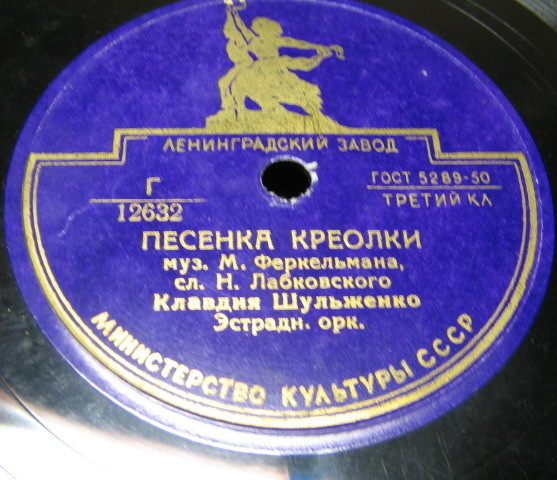 ЛЕНИНГРАДСКИЙ ЗАВОД
Г
12632
ГОСТ 5289-50
ТРЕТИЙ КЛ
ПЕСЕНКА КРЕОЛКИ
муз. М. Феркельмана,
сл. Н. Лабковского
Клавдия Шульженко
Эстрадн. орк.
МИНИСТЕРСТВО КУЛЬТУРЫ СССР